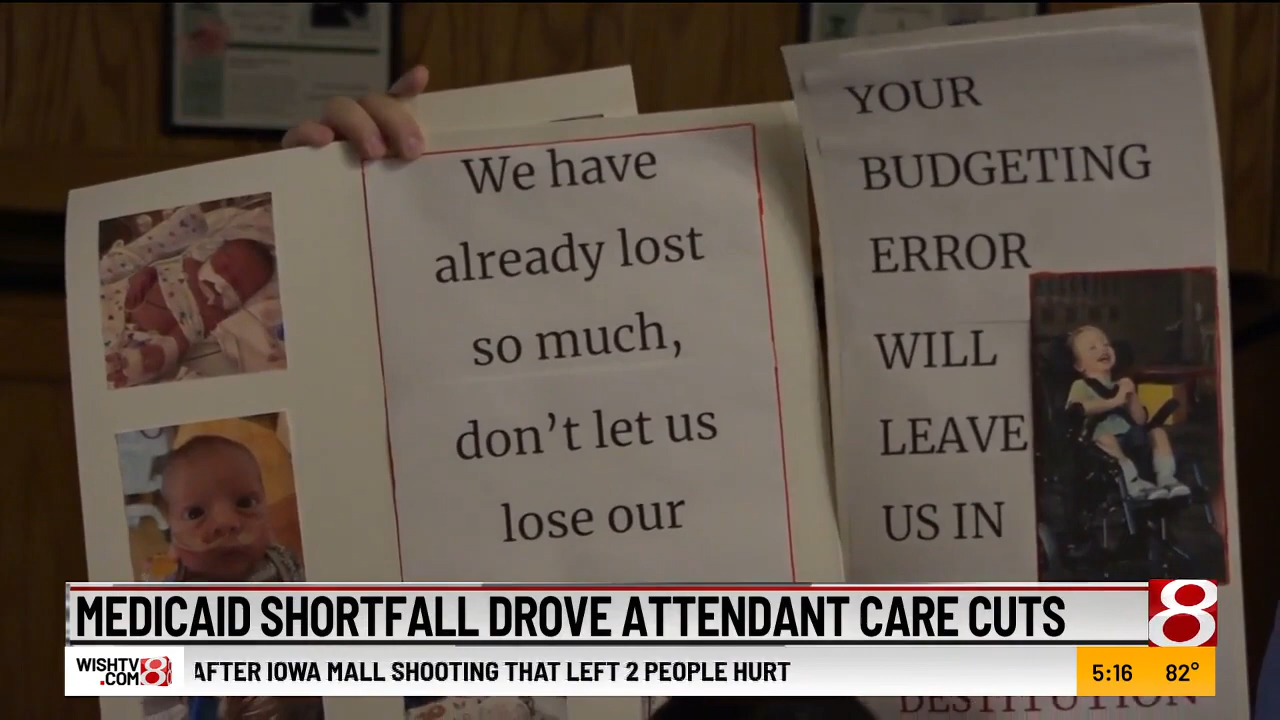 We have
already lost
so much,
don't let us
lose our
YOUR
BUDGETING
ERROR
WILL
LEAVE
US IN
DESTITUTION
MEDICAID SHORTFALL DROVE ATTENDANT CARE CUTS
8
WISHTV8
.COM
AFTER IOWA MALL SHOOTING THAT LEFT 2 PEOPLE HURT
5:16 82°